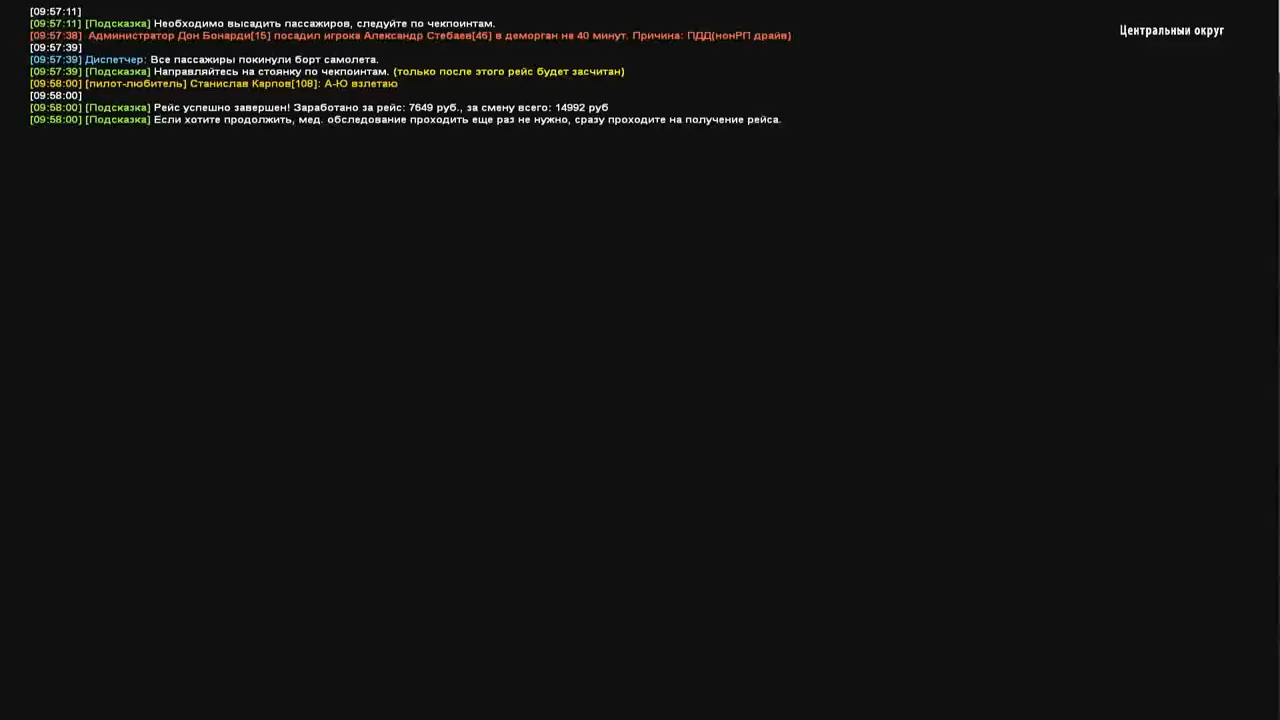 [09:57:11]
[09:57:11] [Подсказка] Необходимо высадить пассажиров, следуйте по чекпоинтам.
Центральный округ
[09:57:38] Администратор Дон Бонарди[15] посадил игрока Александр Стебаев[46] в деморган на 40 минут. Причина: ПДД(нонРП драйв)
[09:57:39]
[09:57:39] Диспетчер: Все пассажиры покинули борт самолета.
[09:57:39] [Подсказка] Направляйтесь на стоянку по чекпоинтам. (только после этого рейс будет засчитан)
[09:58:00] [пилот-любитель] Станислав Карпов[108]: А-Ю взлетаю
[09:58:00]
[09:58:00] [Подсказка] Рейс успешно завершен! Заработано за рейс: 7649 руб., за смену всего: 14992 руб
[09:58:00] [Подсказка] Если хотите продолжить, мед. обследование проходить еще раз не нужно, сразу проходите на получение рейса.